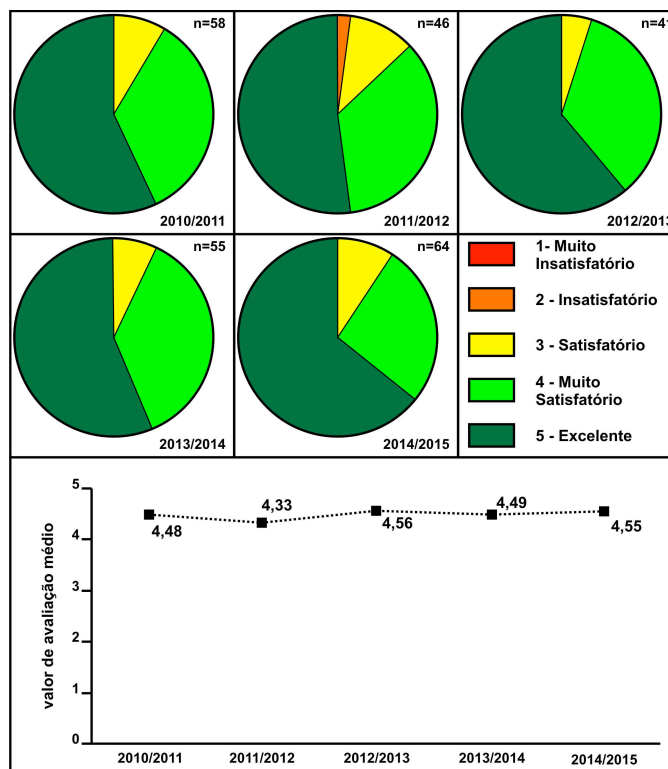 n=58
2010/2011
n=46
2011/2012
n=41
2012/2013
n=55
2013/2014
n=64
2014/2015
1- Muito
Insatisfatório
2 - Insatisfatório
3 - Satisfatório
4 - Muito
Satisfatório
5 - Excelente
valor de avaliação médio
5
4
3
2
1
0
4,48
4,33
4,56
4,49
4,55
2010/2011
2011/2012
2012/2013
2013/2014
2014/2015